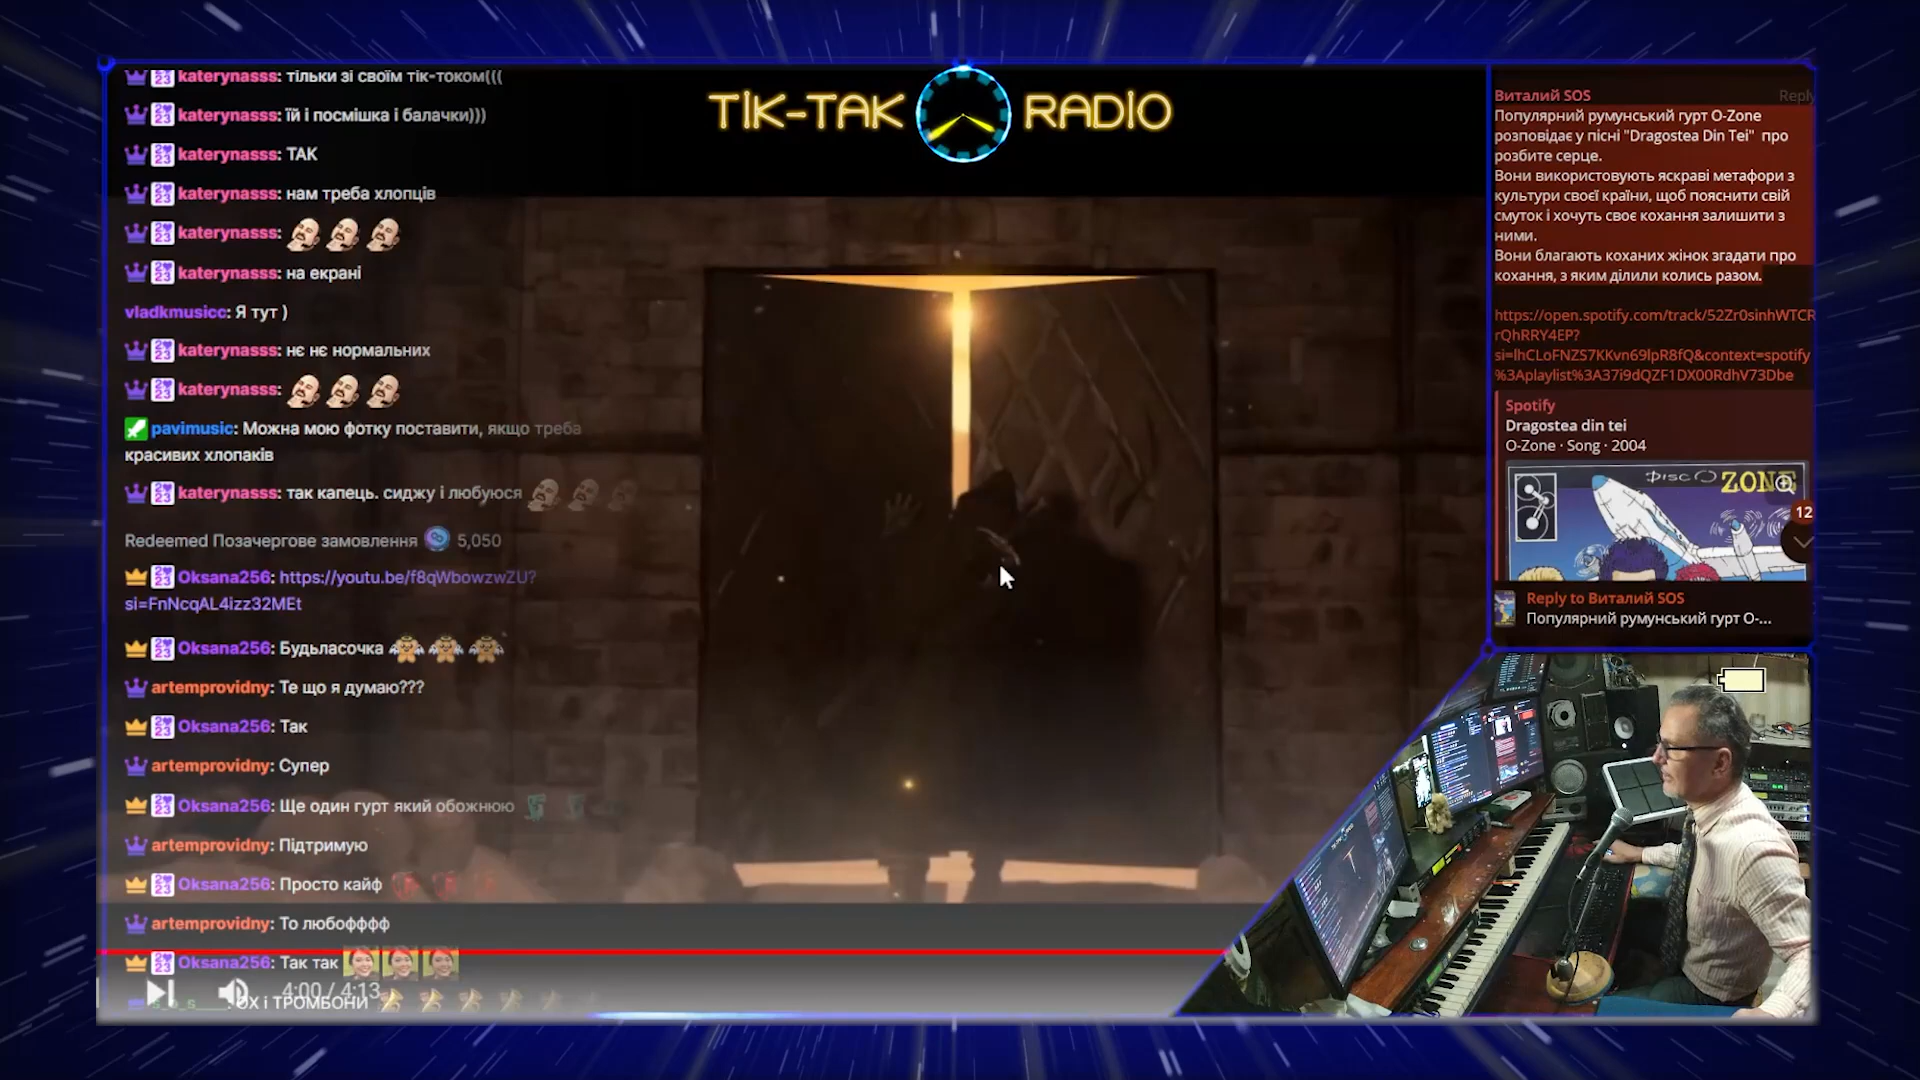 TIK-TAK RADIO
katerynasss: тільки зі своїм тік-током(((
katerynasss: їй і посмішка і балачки)))
katerynasss: ТАК
katerynasss: нам треба хлопців
katerynasss:
katerynasss: на екрані
vladkmusicc: Я тут )
katerynasss: нє нє нормальних
katerynasss:
pavimusic: Можна мою фотку поставити, якщо треба
красивих хлопаків
katerynasss: так капець. сиджу і любуюся
Redeemed Позачергове замовлення 5,050
Oksana256: https://youtu.be/f8qWbowzwZU?
si=FnNcqAL4izz32MEt
Oksana256: Будьласочка
artemprovidny: Те що я думаю???
Oksana256: Так
artemprovidny: Супер
Oksana256: Ще один гурт який обожнюю
artemprovidny: Підтримую
Oksana256: Просто кайф
artemprovidny: То любоффффф
Oksana256: Так так
4:00 / 4:13
ОХ і ТРОМБОНИ
Виталий SOS
Reply
Популярний румунський гурт O-Zone
розповідає у пісні "Dragostea Din Tei" про
розбите серце.
Вони використовують яскраві метафори з
культури своєї країни, щоб пояснити свій
смуток і хочуть своє кохання залишити з
ними.
Вони благають коханих жінок згадати про
кохання, з яким ділили колись разом.
https://open.spotify.com/track/52Zr0sinhWTCR
rQhRRY4EP?
si=lhCLoFNZS7KKvn69lpR8fQ&context=spotify
%3Aplaylist%3A37i9dQZF1DX00RdhV73Dbe
Spotify
Dragostea din tei
O-Zone · Song · 2004
DISCO ZONE
12
Reply to Виталий SOS
Популярний румунський гурт O-...